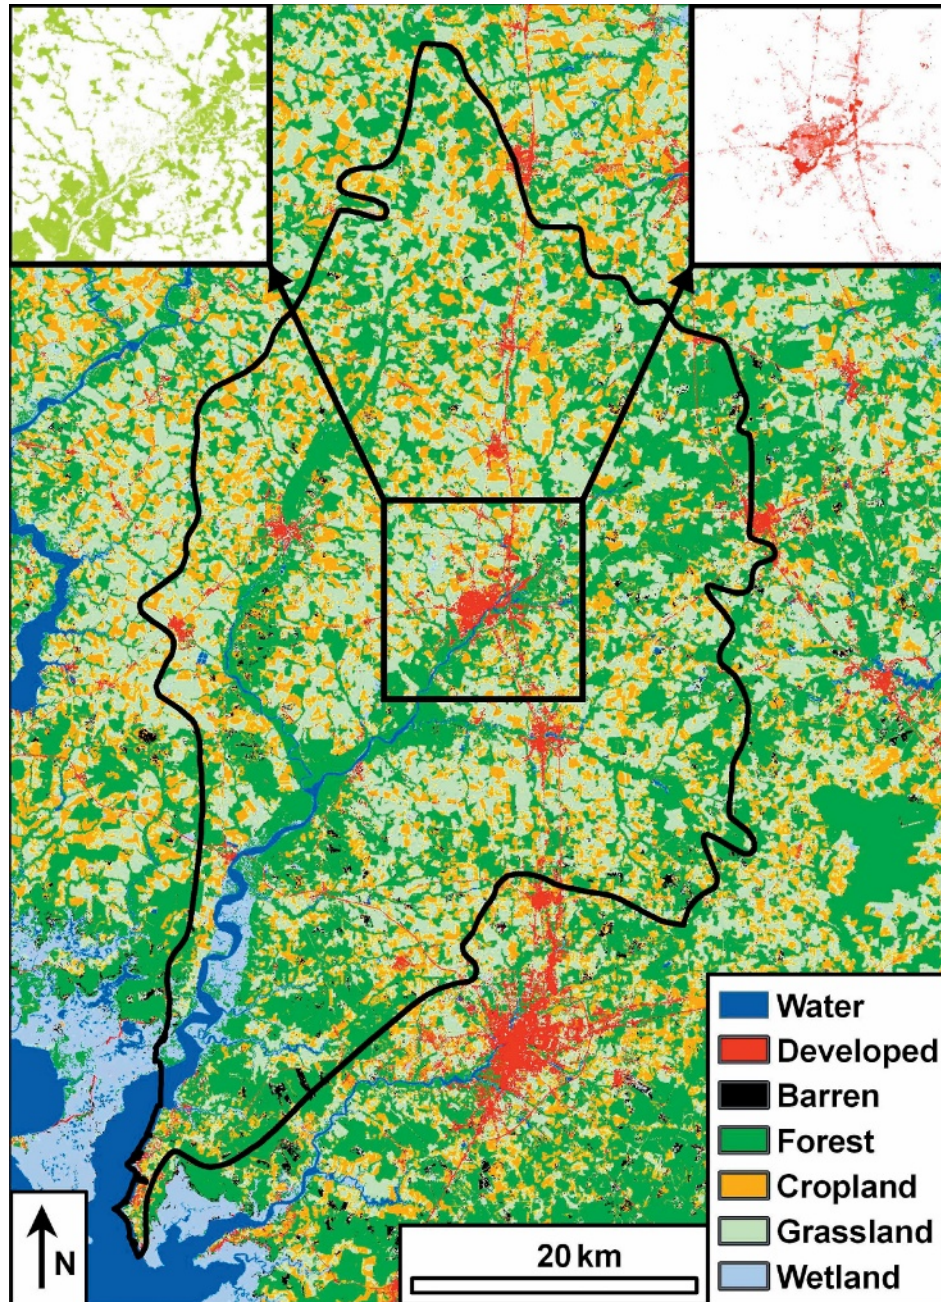 Water
Developed
Barren
Forest
Cropland
Grassland
Wetland
N
20 km